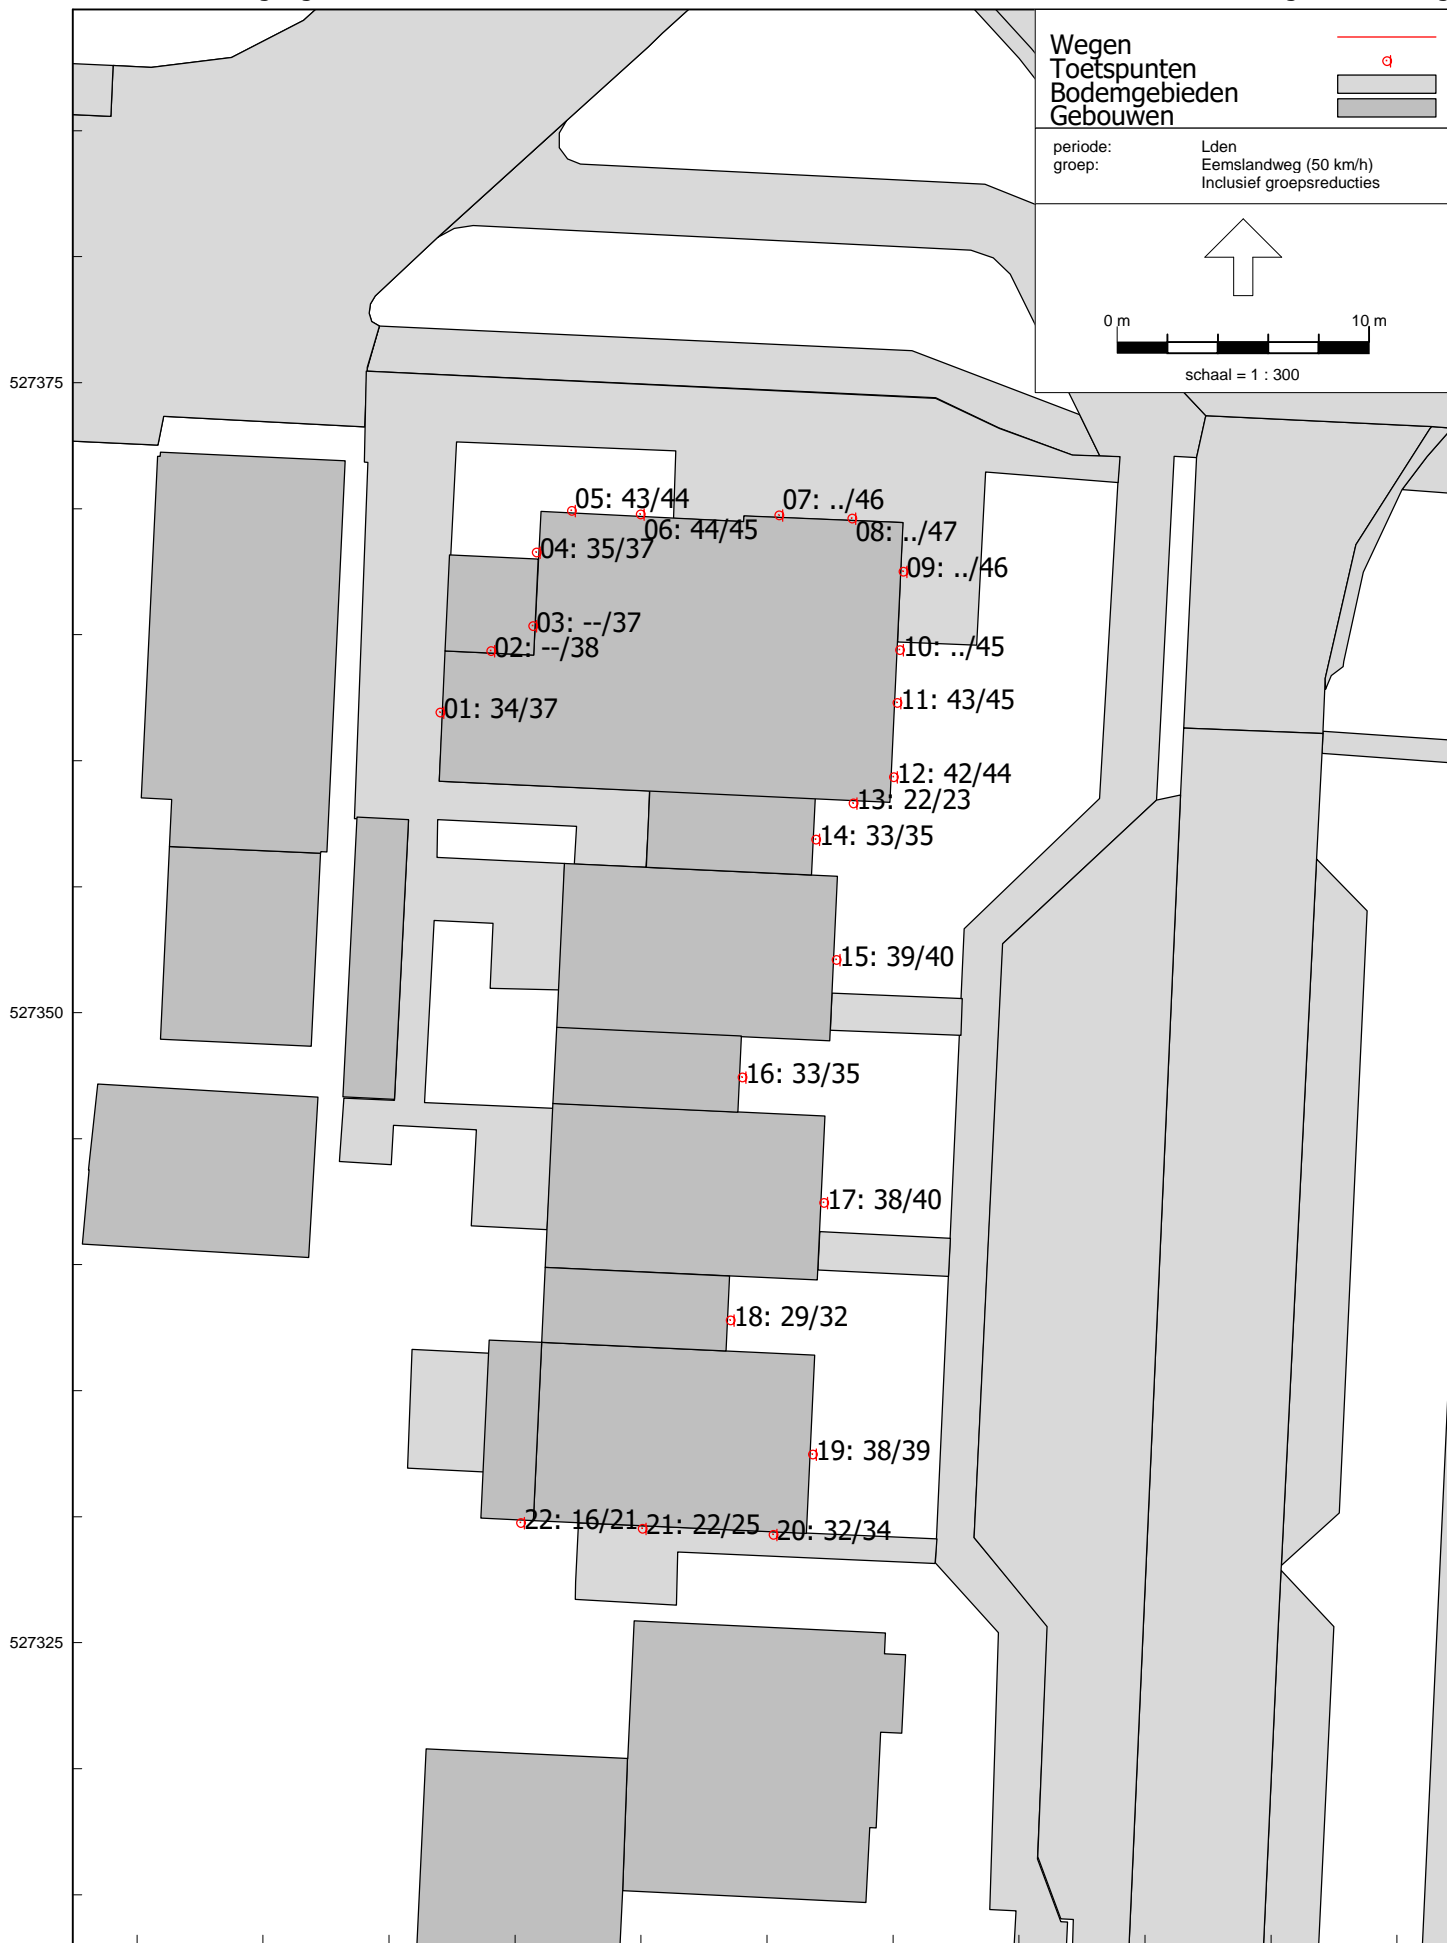 Wegen
Toetspunten
Bodemgebieden
Gebouwen
periode: Lden
groep: Eemslandweg (50 km/h)
Inclusief groepsreducties
0 m 10 m
schaal = 1 : 300
527375
05: 43/44
07: ../46
06: 44/45
08: ../47
04: 35/37
09: ../46
03: --/37
02: --/38
10: ../45
11: 43/45
01: 34/37
12: 42/44
13: 22/23
14: 33/35
15: 39/40
527350
16: 33/35
17: 38/40
18: 29/32
19: 38/39
22: 16/21
21: 22/25
20: 32/34
527325